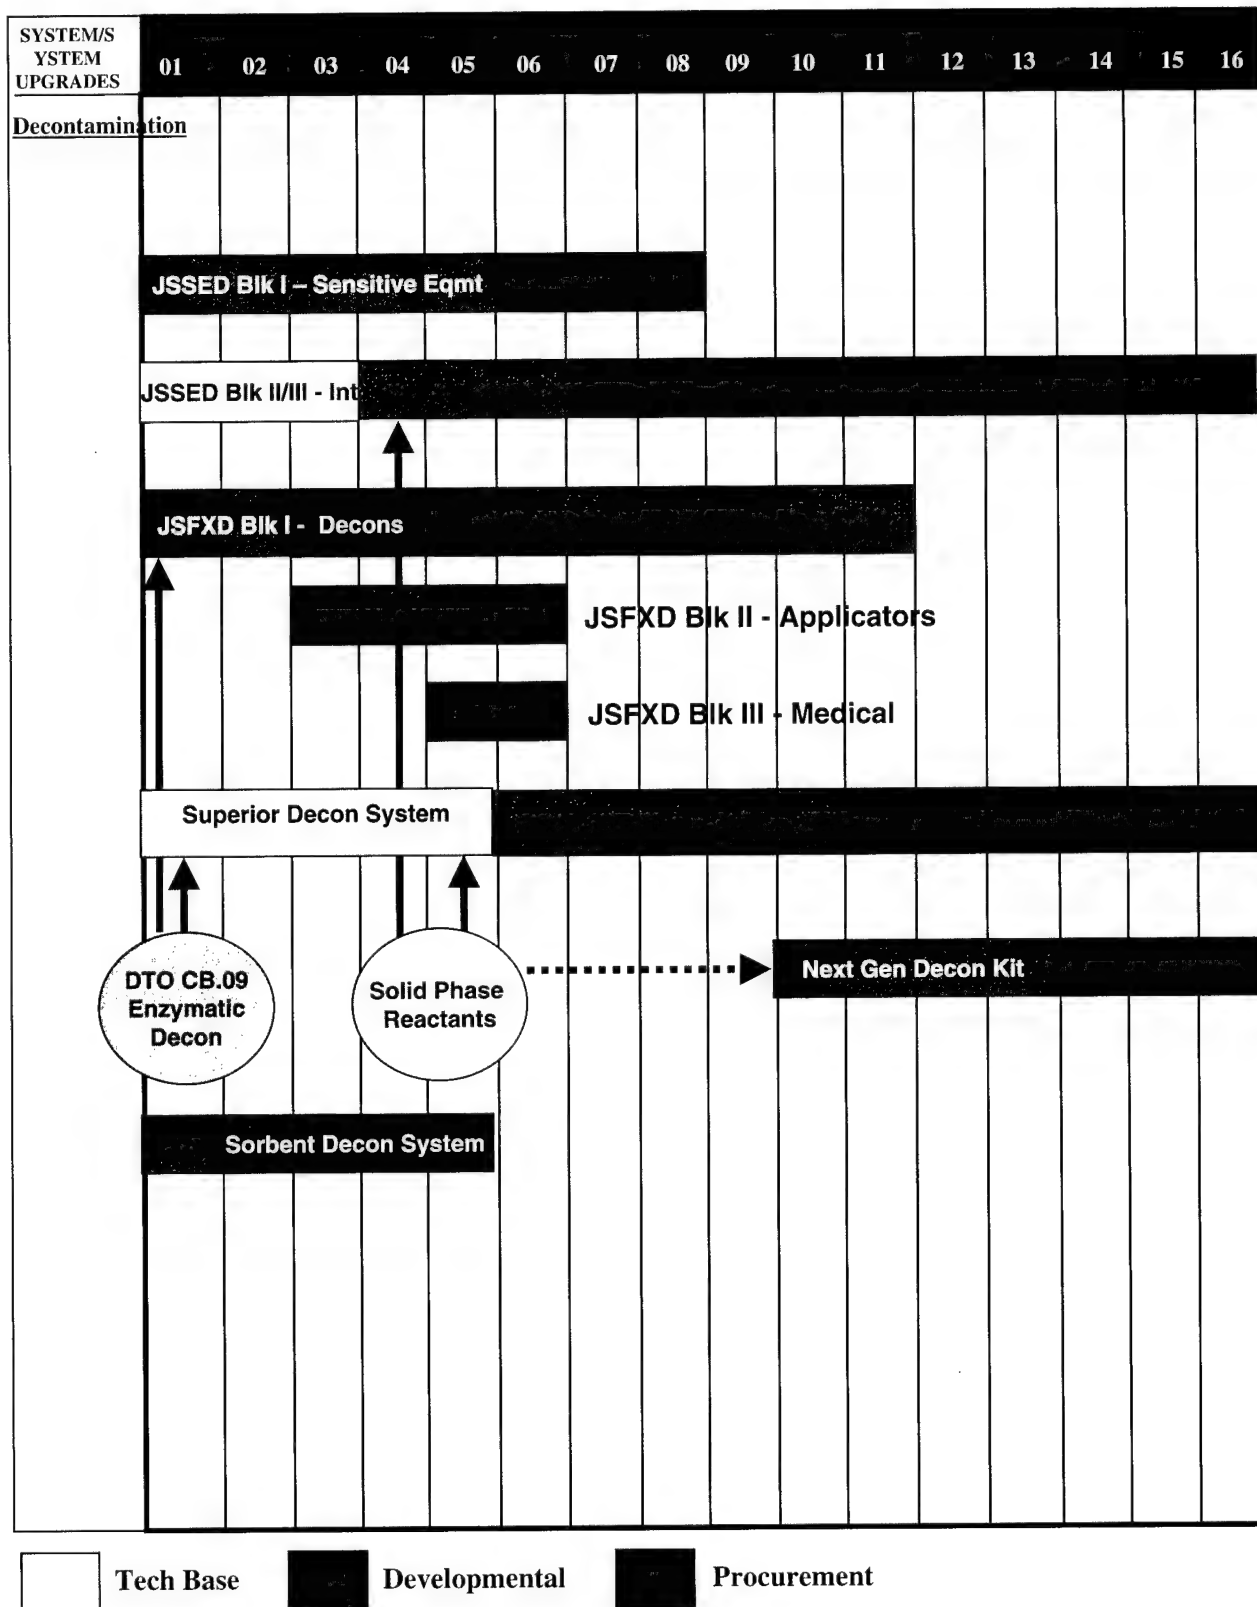 SYSTEM/S
YSTEM
UPGRADES
01 02 03 04 05 06 07 08 09 10 11 12 13 14 15 16
Decontamination
JSSED Blk I – Sensitive Eqmt
JSSED Blk II/III - Int
JSFXD Blk I - Decons
JSFXD Blk II - Applicators
JSFXD Blk III - Medical
Superior Decon System
DTO CB.09
Enzymatic
Decon
Solid Phase
Reactants
Next Gen Decon Kit
Sorbent Decon System
Tech Base Developmental Procurement